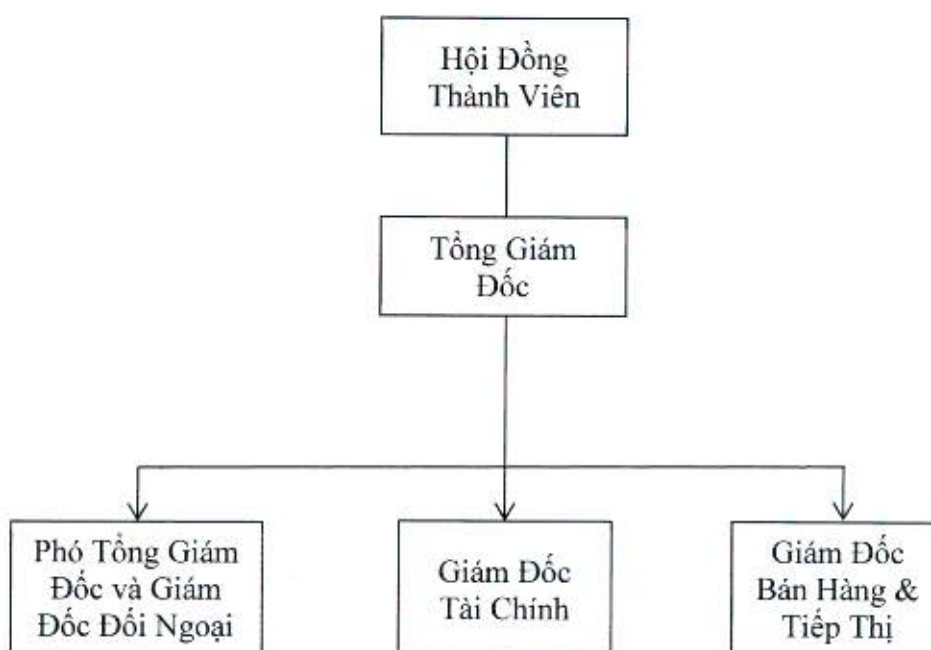 Hội Đồng
Thành Viên
Tổng Giám
Đốc
Phó Tổng Giám
Đốc và Giám
Đốc Đối Ngoại
Giám Đốc
Tài Chính
Giám Đốc
Bán Hàng &
Tiếp Thị